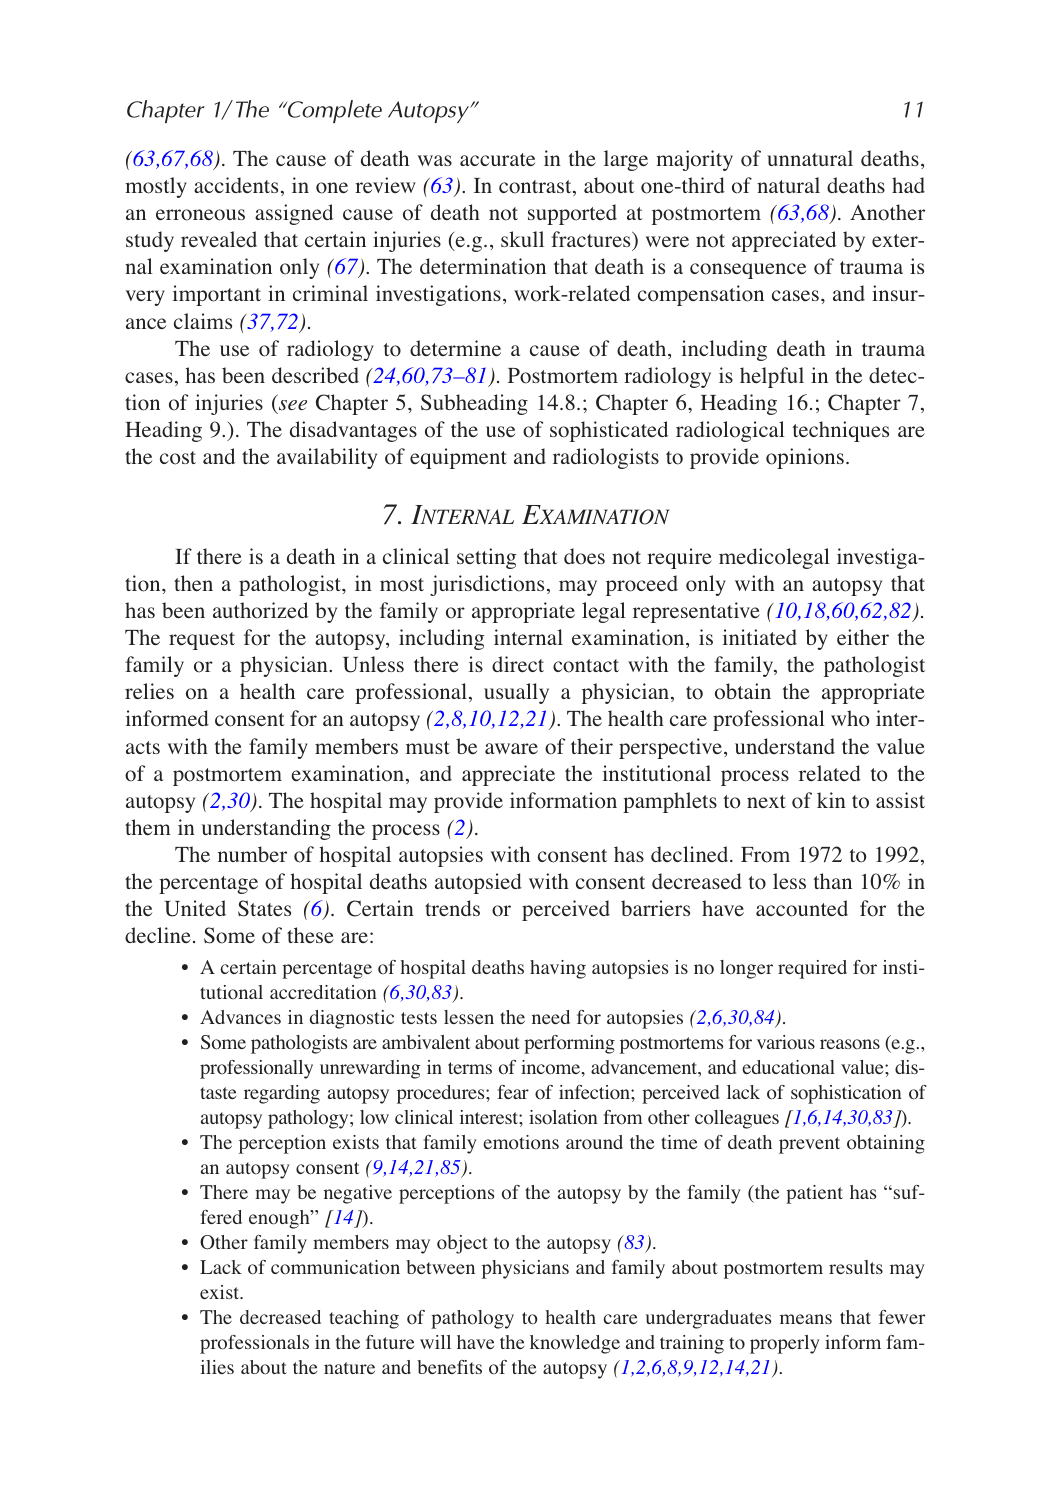 Chapter 1/The “Complete Autopsy” 11
(63,67,68). The cause of death was accurate in the large majority of unnatural deaths,
mostly accidents, in one review (63). In contrast, about one-third of natural deaths had
an erroneous assigned cause of death not supported at postmortem (63,68). Another
study revealed that certain injuries (e.g., skull fractures) were not appreciated by exter-
nal examination only (67). The determination that death is a consequence of trauma is
very important in criminal investigations, work-related compensation cases, and insur-
ance claims (37,72).
The use of radiology to determine a cause of death, including death in trauma
cases, has been described (24,60,73–81). Postmortem radiology is helpful in the detec-
tion of injuries (see Chapter 5, Subheading 14.8.; Chapter 6, Heading 16.; Chapter 7,
Heading 9.). The disadvantages of the use of sophisticated radiological techniques are
the cost and the availability of equipment and radiologists to provide opinions.
7. INTERNAL EXAMINATION
If there is a death in a clinical setting that does not require medicolegal investiga-
tion, then a pathologist, in most jurisdictions, may proceed only with an autopsy that
has been authorized by the family or appropriate legal representative (10,18,60,62,82).
The request for the autopsy, including internal examination, is initiated by either the
family or a physician. Unless there is direct contact with the family, the pathologist
relies on a health care professional, usually a physician, to obtain the appropriate
informed consent for an autopsy (2,8,10,12,21). The health care professional who inter-
acts with the family members must be aware of their perspective, understand the value
of a postmortem examination, and appreciate the institutional process related to the
autopsy (2,30). The hospital may provide information pamphlets to next of kin to assist
them in understanding the process (2).
The number of hospital autopsies with consent has declined. From 1972 to 1992,
the percentage of hospital deaths autopsied with consent decreased to less than 10% in
the United States (6). Certain trends or perceived barriers have accounted for the
decline. Some of these are:
• A certain percentage of hospital deaths having autopsies is no longer required for insti-
tutional accreditation (6,30,83).
• Advances in diagnostic tests lessen the need for autopsies (2,6,30,84).
• Some pathologists are ambivalent about performing postmortems for various reasons (e.g.,
professionally unrewarding in terms of income, advancement, and educational value; dis-
taste regarding autopsy procedures; fear of infection; perceived lack of sophistication of
autopsy pathology; low clinical interest; isolation from other colleagues [1,6,14,30,83]).
• The perception exists that family emotions around the time of death prevent obtaining
an autopsy consent (9,14,21,85).
• There may be negative perceptions of the autopsy by the family (the patient has “suf-
fered enough” [14]).
• Other family members may object to the autopsy (83).
• Lack of communication between physicians and family about postmortem results may
exist.
• The decreased teaching of pathology to health care undergraduates means that fewer
professionals in the future will have the knowledge and training to properly inform fam-
ilies about the nature and benefits of the autopsy (1,2,6,8,9,12,14,21).